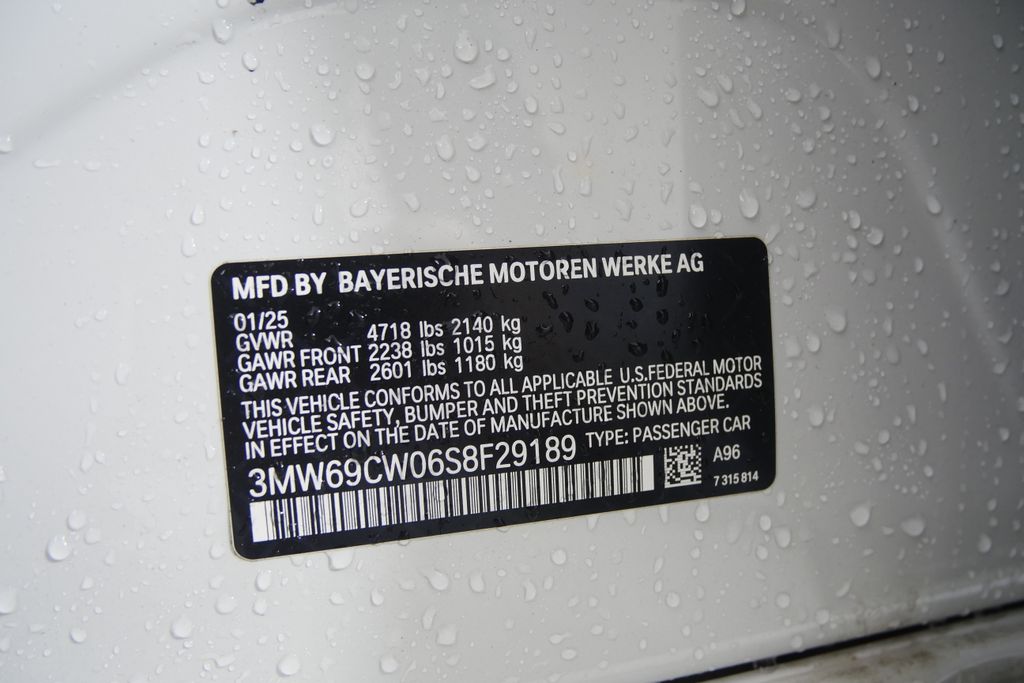 MFD BY BAYERISCHE MOTOREN WERKE AG
01/25
GVWR 4718 lbs 2140 kg
GAWR FRONT 2238 lbs 1015 kg
GAWR REAR 2601 lbs 1180 kg
THIS VEHICLE CONFORMS TO ALL APPLICABLE U.S.FEDERAL MOTOR
VEHICLE SAFETY, BUMPER AND THEFT PREVENTION STANDARDS
IN EFFECT ON THE DATE OF MANUFACTURE SHOWN ABOVE.
3MW69CW06S8F29189 TYPE: PASSENGER CAR
A96
7 315 814